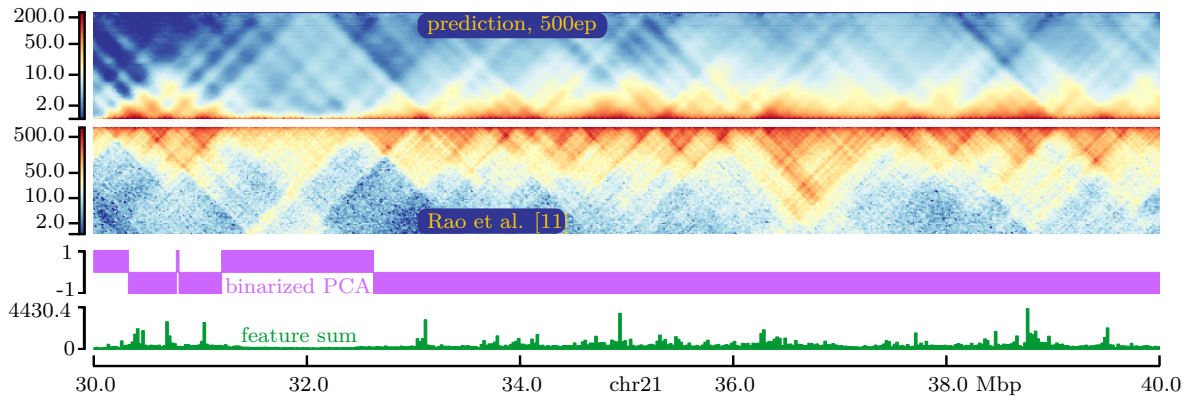 200.0
50.0
10.0
2.0
prediction, 500ep
500.0
50.0
10.0
2.0
Rao et al. [11]
1
-1
binarized PCA
4430.4
0
feature sum
30.0 32.0 34.0 chr21 36.0 38.0 Mbp 40.0